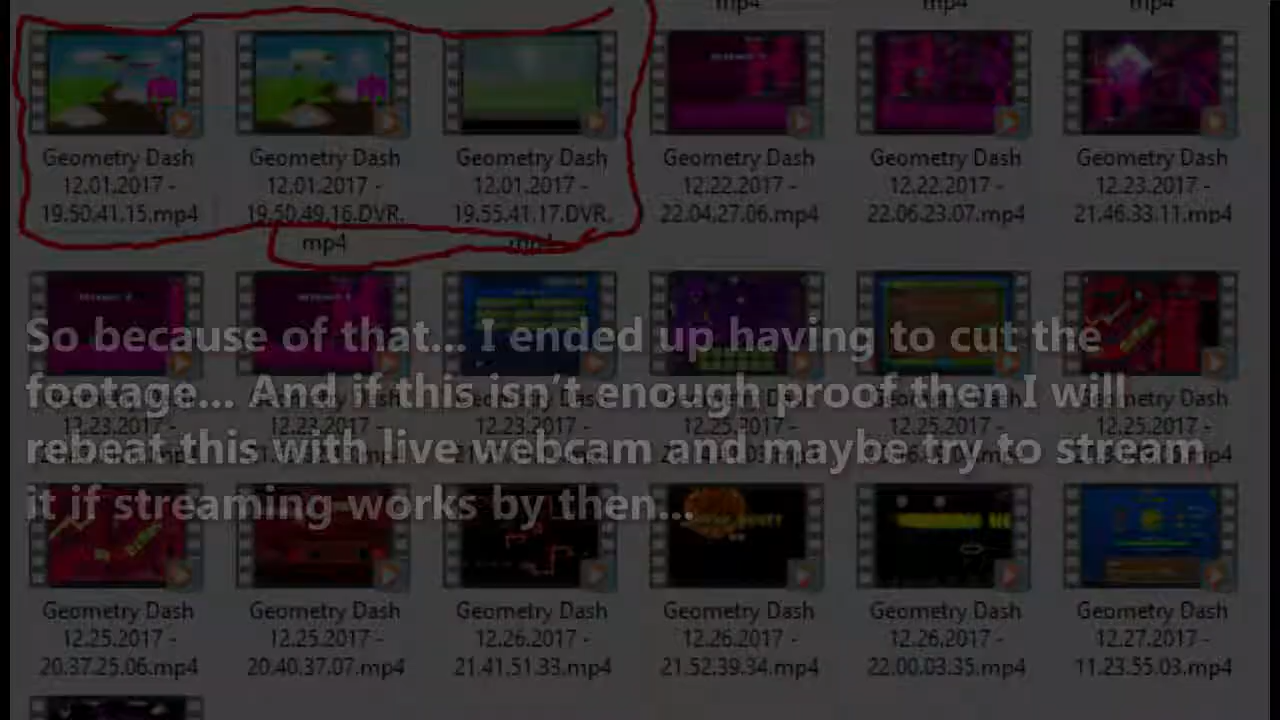 mp4 mp4 mp4
Geometry Dash Geometry Dash Geometry Dash Geometry Dash Geometry Dash Geometry Dash
12.01.2017 - 12.01.2017 - 12.01.2017 - 12.22.2017 - 12.22.2017 - 12.23.2017 -
19.50.41.15.mp4 19.50.49.16.DVR. 19.55.41.17.DVR. 22.04.27.06.mp4 22.06.23.07.mp4 21.46.33.11.mp4
mp4 mp4
So because of that... I ended up having to cut the
footage... And if this isn't enough proof then I will
rebeat this with live webcam and maybe try to stream
it if streaming works by then...
Geometry Dash Geometry Dash Geometry Dash Geometry Dash Geometry Dash Geometry Dash
12.25.2017 - 12.25.2017 - 12.26.2017 - 12.26.2017 - 12.26.2017 - 12.27.2017 -
20.37.25.06.mp4 20.40.37.07.mp4 21.41.51.33.mp4 21.52.39.34.mp4 22.00.03.35.mp4 11.23.55.03.mp4